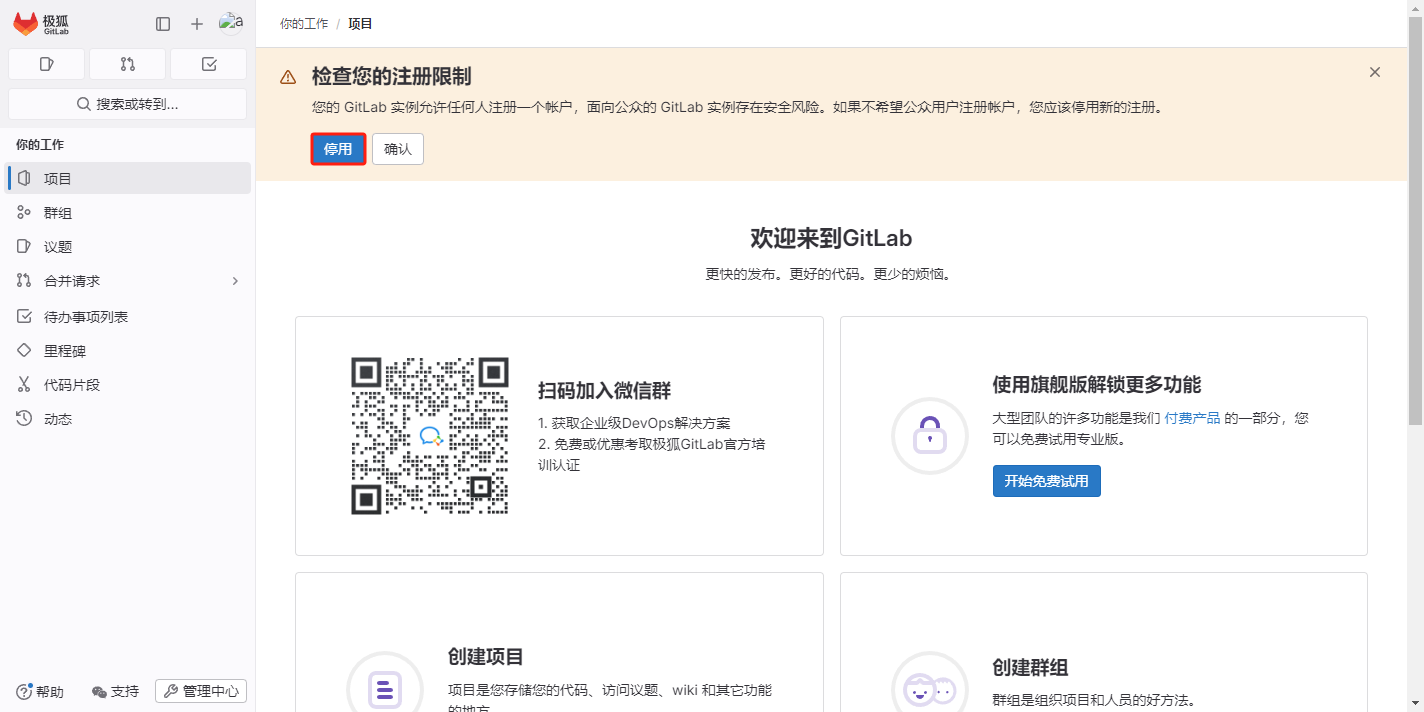 极狐
GitLab
a
搜索或转到...
你的工作
项目
群组
议题
合并请求
待办事项列表
里程碑
代码片段
动态
帮助
支持
管理中心
你的工作 / 项目
检查您的注册限制
您的 GitLab 实例允许任何人注册一个帐户，面向公众的 GitLab 实例存在安全风险。如果不希望公众用户注册帐户，您应该停用新的注册。
停用
确认
欢迎来到GitLab
更快的发布。更好的代码。更少的烦恼。
扫码加入微信群
1. 获取企业级DevOps解决方案
2. 免费或优惠考取极狐GitLab官方培
训认证
使用旗舰版解锁更多功能
大型团队的许多功能是我们 付费产品 的一部分，您
可以免费试用专业版。
开始免费试用
创建项目
项目是您存储您的代码、访问议题、wiki 和其它功能
的地方
创建群组
群组是组织项目和人员的好方法。